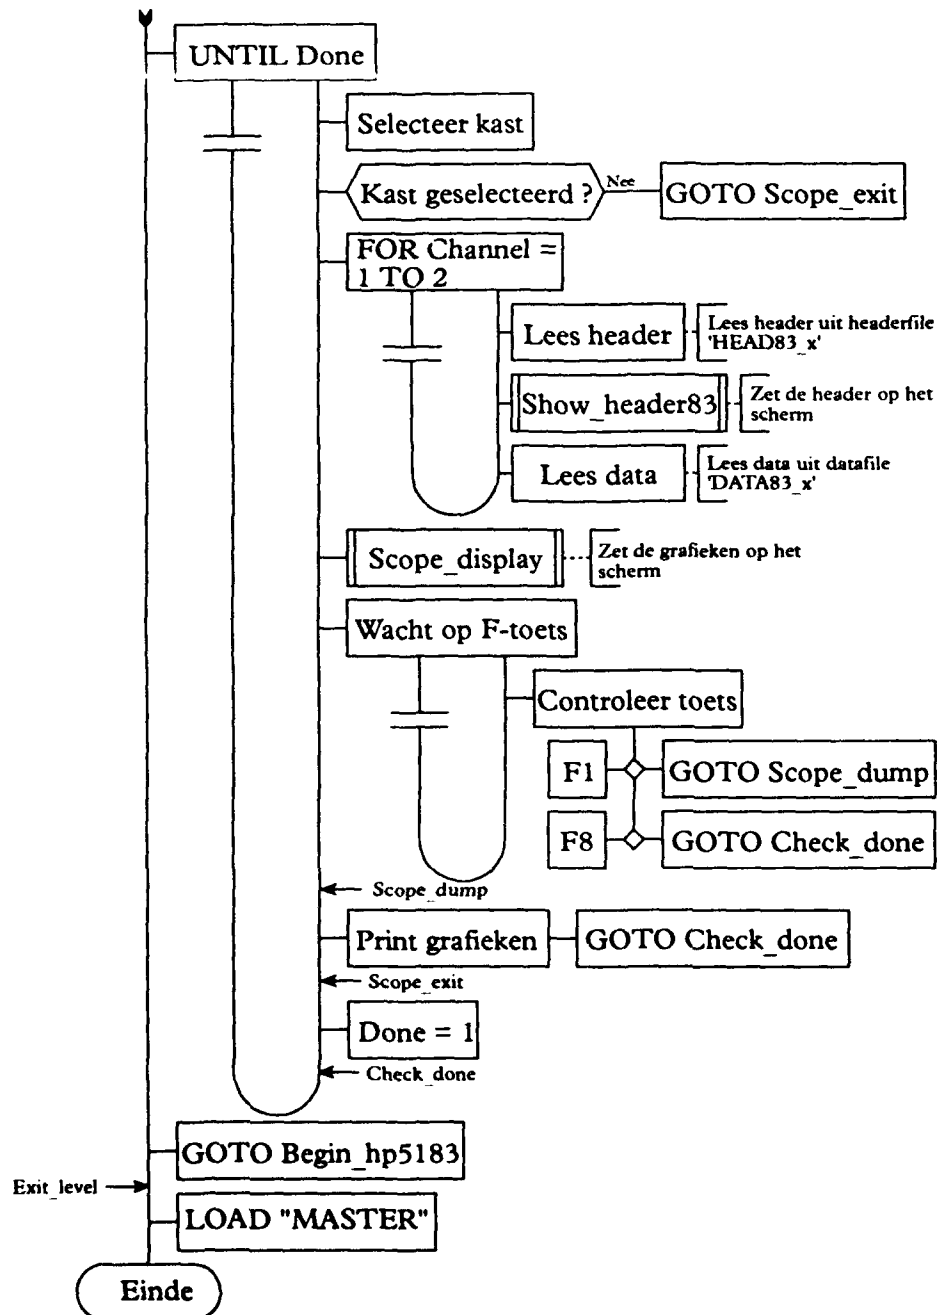 UNTIL Done
Selecteer kast
Kast geselecteerd ?
Nee
GOTO Scope_exit
FOR Channel =
1 TO 2
Lees header
Lees header uit headerfile
'HEAD83_x'
Show_header83
Zet de header op het
scherm
Lees data
Lees data uit datafile
'DATA83_x'
Scope_display
Zet de grafieken op het
scherm
Wacht op F-toets
Controleer toets
F1
GOTO Scope_dump
F8
GOTO Check_done
Scope_dump
Print grafieken
GOTO Check_done
Scope_exit
Done = 1
Check_done
GOTO Begin_hp5183
Exit_level
LOAD "MASTER"
Einde